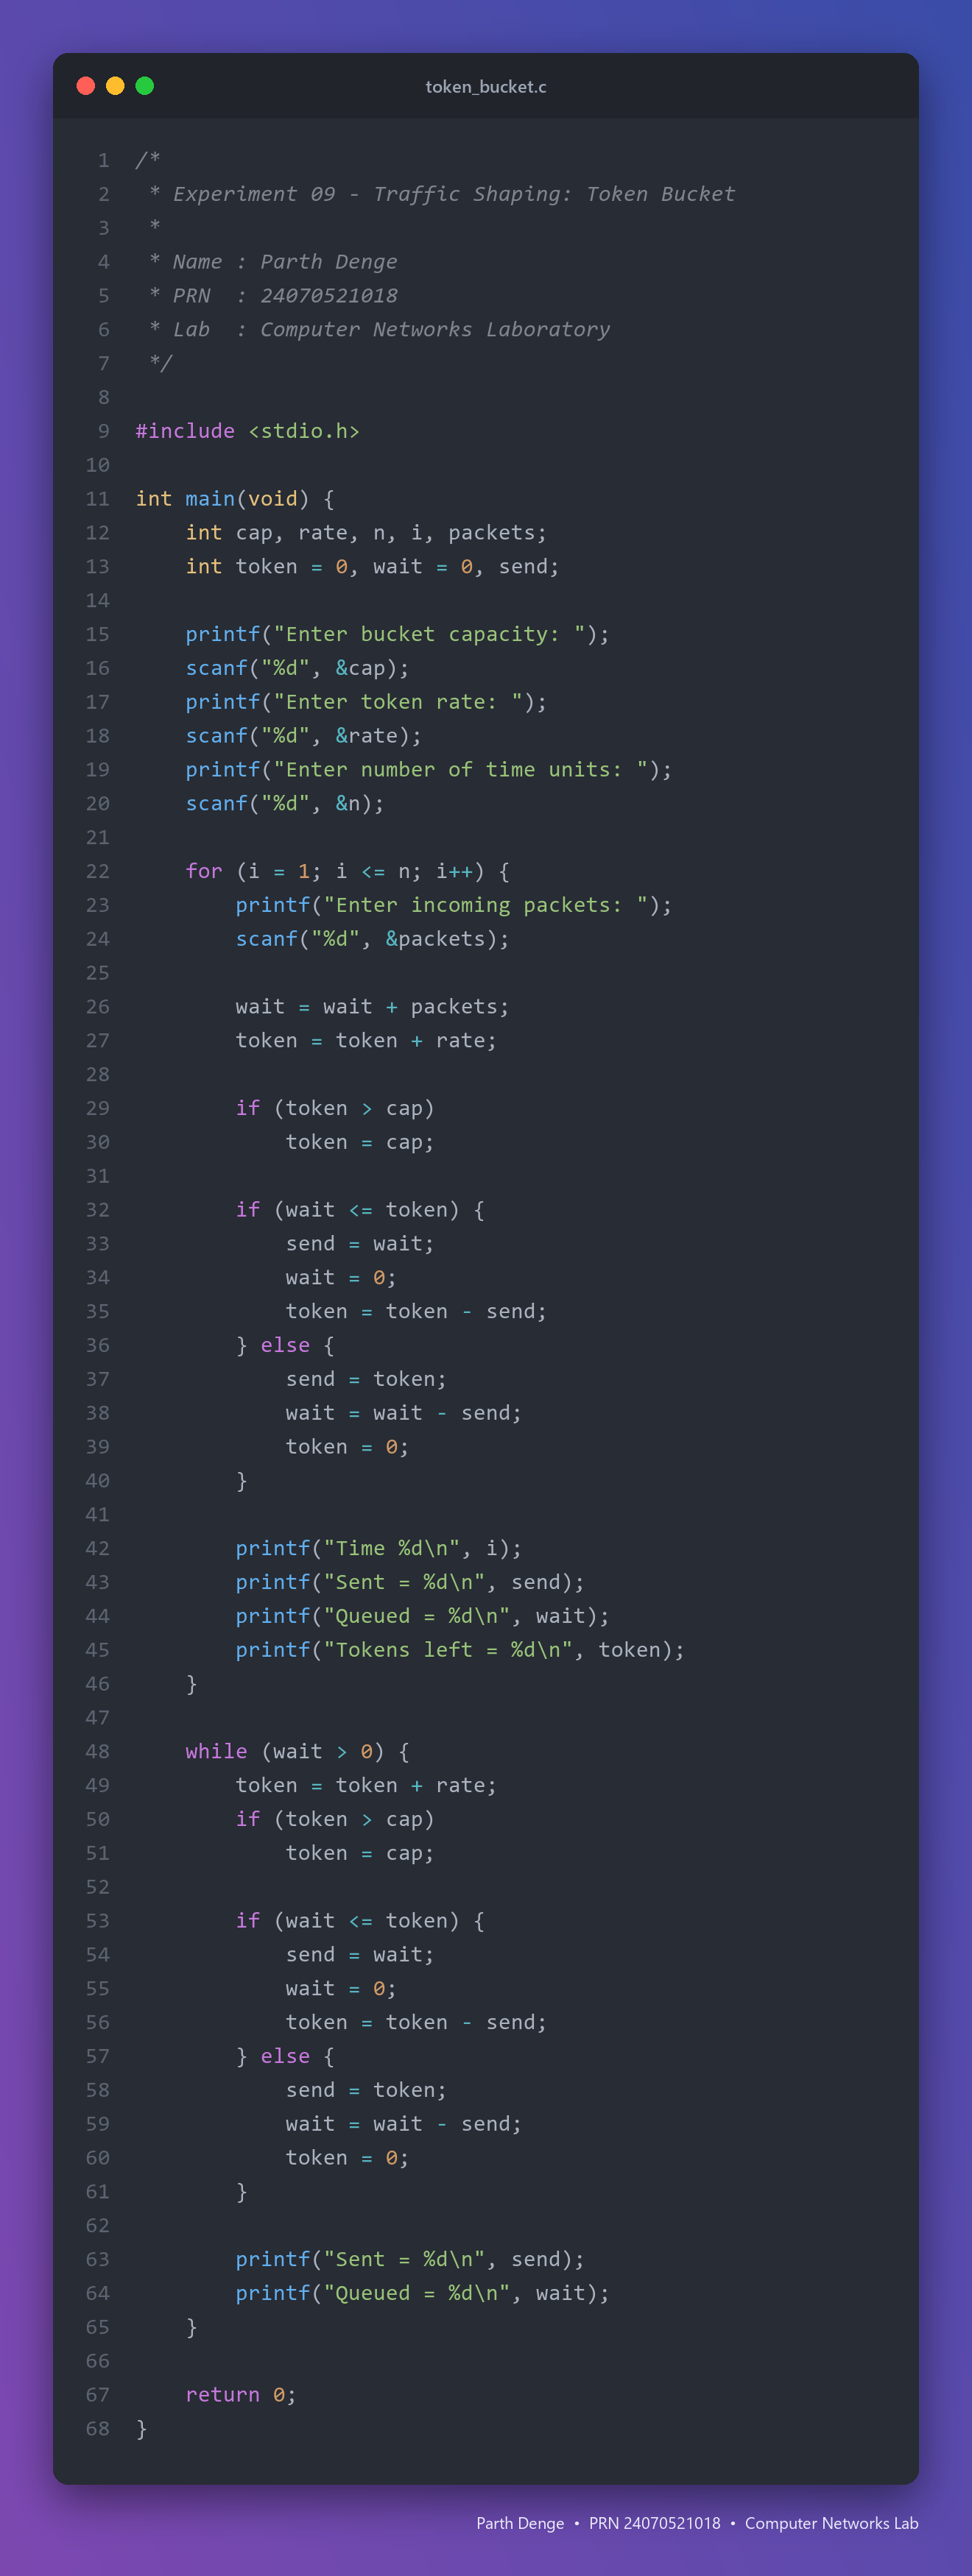 token_bucket.c
1 /*
2  * Experiment 09 - Traffic Shaping: Token Bucket
3  *
4  * Name : Parth Denge
5  * PRN  : 24070521018
6  * Lab  : Computer Networks Laboratory
7  */
8
9 #include <stdio.h>
10
11 int main(void) {
12     int cap, rate, n, i, packets;
13     int token = 0, wait = 0, send;
14
15     printf("Enter bucket capacity: ");
16     scanf("%d", &cap);
17     printf("Enter token rate: ");
18     scanf("%d", &rate);
19     printf("Enter number of time units: ");
20     scanf("%d", &n);
21
22     for (i = 1; i <= n; i++) {
23         printf("Enter incoming packets: ");
24         scanf("%d", &packets);
25
26         wait = wait + packets;
27         token = token + rate;
28
29         if (token > cap)
30             token = cap;
31
32         if (wait <= token) {
33             send = wait;
34             wait = 0;
35             token = token - send;
36         } else {
37             send = token;
38             wait = wait - send;
39             token = 0;
40         }
41
42         printf("Time %d\n", i);
43         printf("Sent = %d\n", send);
44         printf("Queued = %d\n", wait);
45         printf("Tokens left = %d\n", token);
46     }
47
48     while (wait > 0) {
49         token = token + rate;
50         if (token > cap)
51             token = cap;
52
53         if (wait <= token) {
54             send = wait;
55             wait = 0;
56             token = token - send;
57         } else {
58             send = token;
59             wait = wait - send;
60             token = 0;
61         }
62
63         printf("Sent = %d\n", send);
64         printf("Queued = %d\n", wait);
65     }
66
67     return 0;
68 }
Parth Denge • PRN 24070521018 • Computer Networks Lab